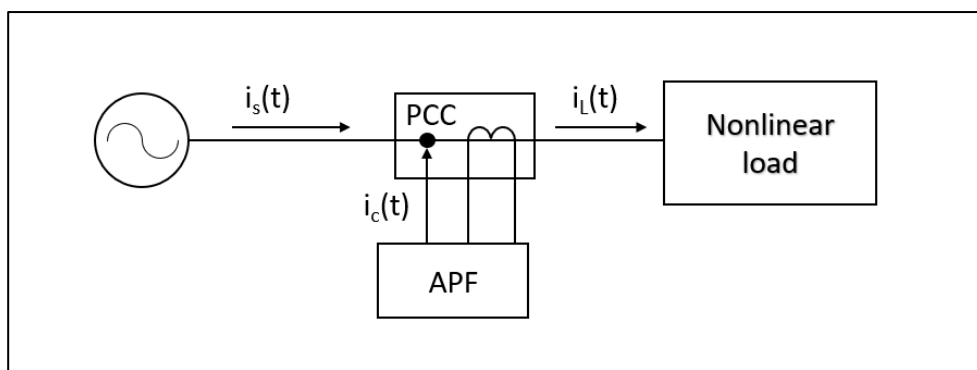 i_s(t)
PCC
i_L(t)
Nonlinear
load
i_c(t)
APF